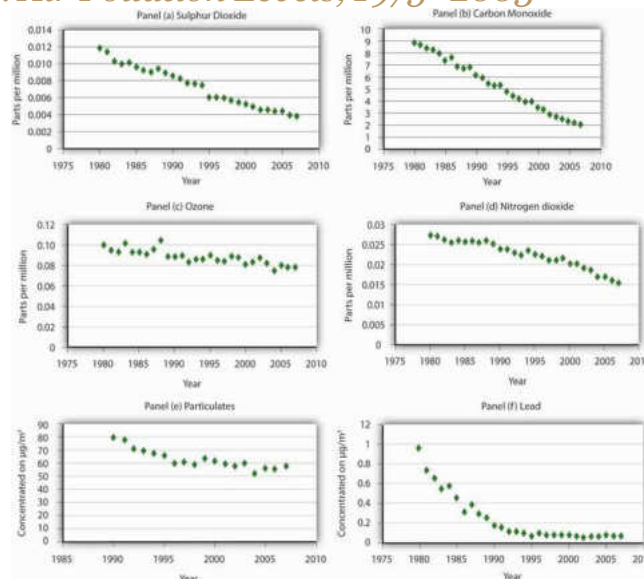 Air Pollution Levels,
Panel (a) Sulphur Dioxide
Parts per million
0.014
0.012
0.010
0.008
0.006
0.004
0.002
0
1975 1980 1985 1990 1995 2000 2005 2010
Year
Panel (b) Carbon Monoxide
Parts per million
10
9
8
7
6
5
4
3
2
1
0
1975 1980 1985 1990 1995 2000 2005 2010
Year
Panel (c) Ozone
Parts per million
0.12
0.10
0.08
0.06
0.04
0.02
0
1975 1980 1985 1990 1995 2000 2005 2010
Year
Panel (d) Nitrogen dioxide
Parts per million
0.03
0.025
0.02
0.015
0.01
0.005
0
1975 1980 1985 1990 1995 2000 2005 2010
Year
Panel (e) Particulates
Concentrated on µg/m³
90
80
70
60
50
40
30
20
10
0
1985 1990 1995 2000 2005 2010
Year
Panel (f) Lead
Concentrated on µg/m³
1.2
1
0.8
0.6
0.4
0.2
0
1975 1980 1985 1990 1995 2000 2005 2010
Year